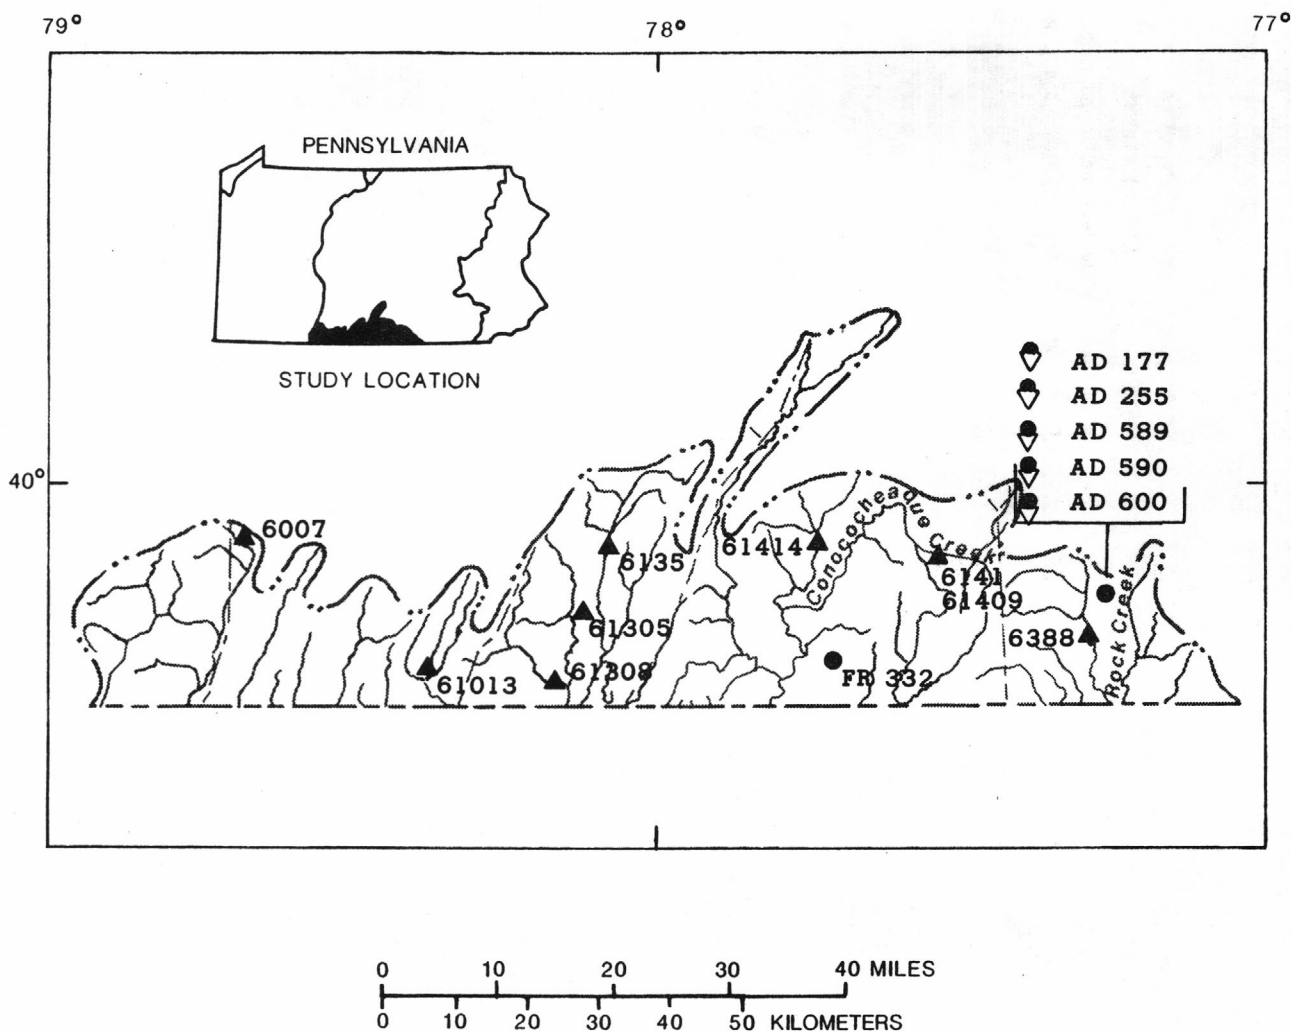 79° 78° 77°
PENNSYLVANIA
STUDY LOCATION
AD 177
AD 255
AD 589
AD 590
AD 600
40°
6007
6135
61414
Conococheadue Creek
6141
61409
61305
6388
Rock Creek
61013
61308
FR 332
0 10 20 30 40 MILES
0 10 20 30 40 50 KILOMETERS